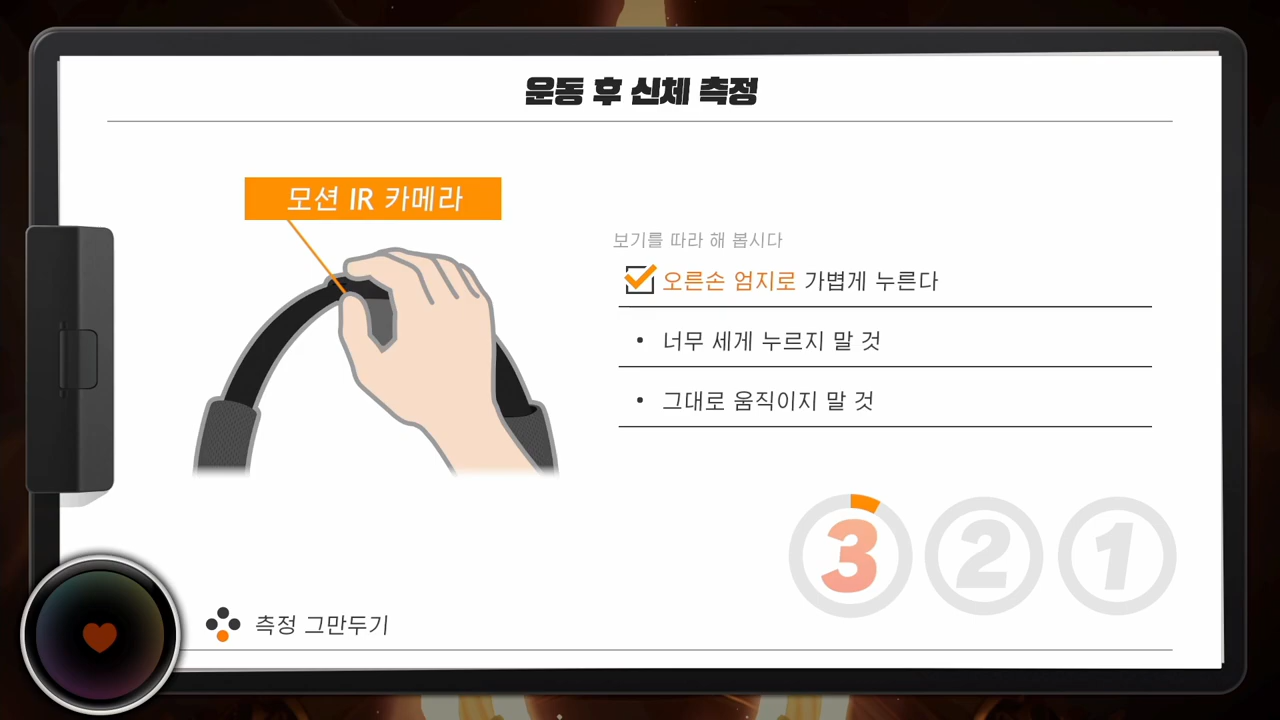 운동 후 신체 측정
모션 IR 카메라
보기를 따라 해 봅시다
오른손 엄지로 가볍게 누른다
• 너무 세게 누르지 말 것
• 그대로 움직이지 말 것
3 2 1
측정 그만두기